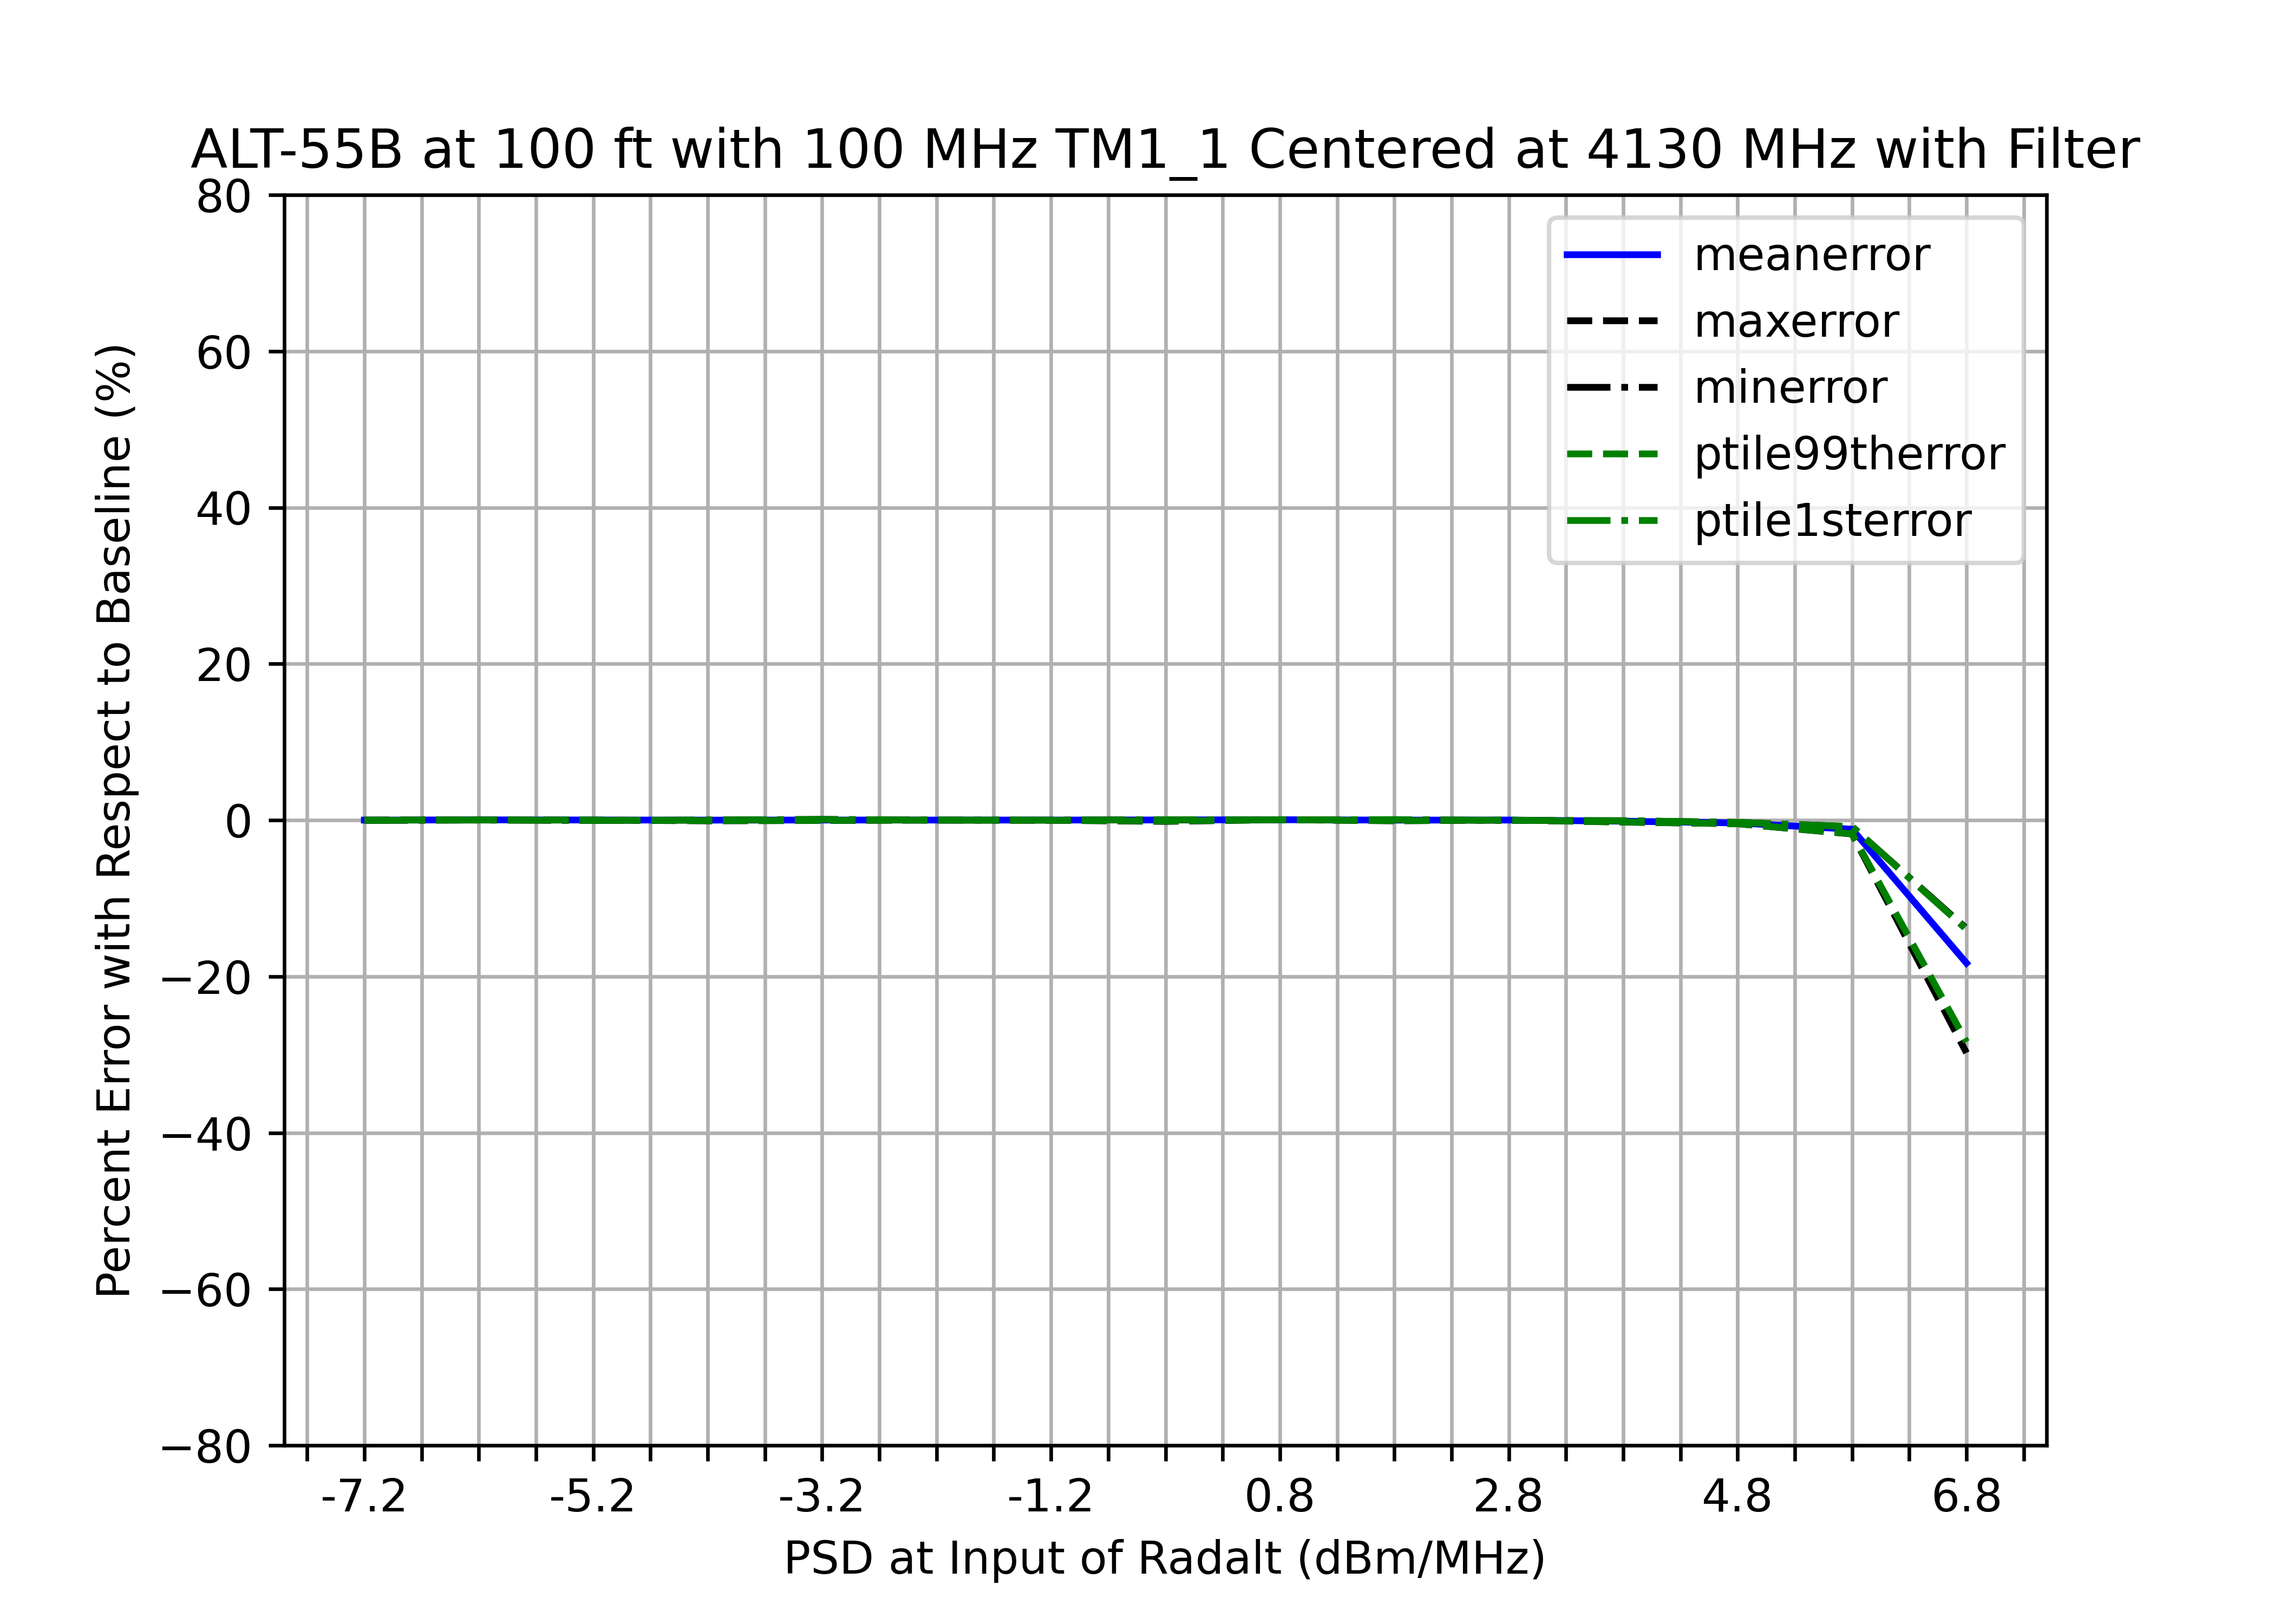 ALT-55B at 100 ft with 100 MHz TM1_1 Centered at 4130 MHz with Filter
Percent Error with Respect to Baseline (%)
80
60
40
20
0
−20
−40
−60
−80
meanerror
maxerror
minerror
ptile99therror
ptile1sterror
-7.2 -5.2 -3.2 -1.2 0.8 2.8 4.8 6.8
PSD at Input of Radalt (dBm/MHz)